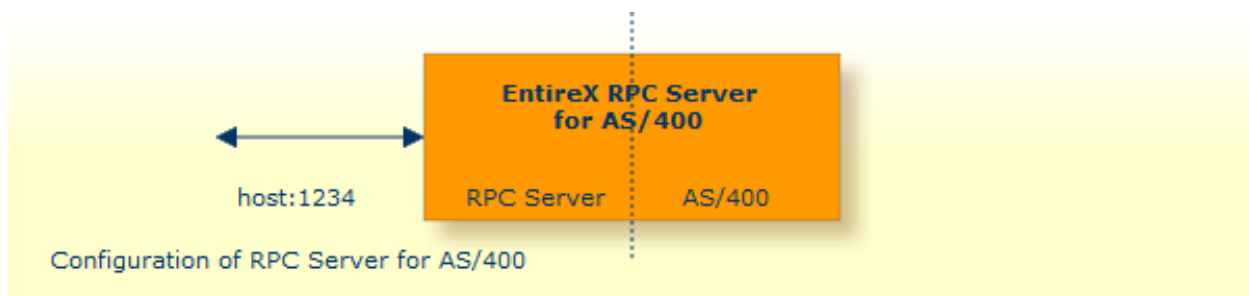 EntireX RPC Server
for AS/400
host:1234
RPC Server
AS/400
Configuration of RPC Server for AS/400